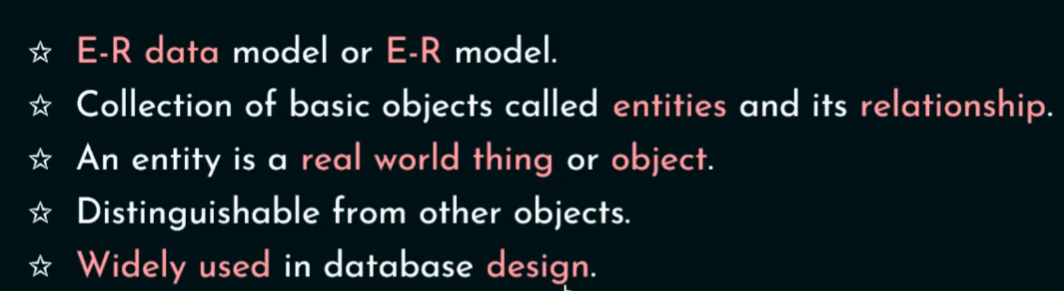 ☆ E-R data model or E-R model.
☆ Collection of basic objects called entities and its relationship.
☆ An entity is a real world thing or object.
☆ Distinguishable from other objects.
☆ Widely used in database design.